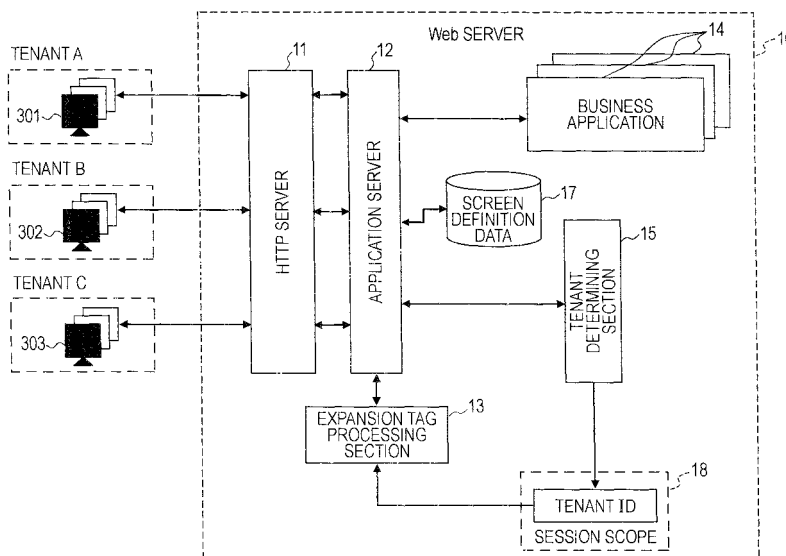 Web SERVER
14
TENANT A
11
12
301
BUSINESS
APPLICATION
TENANT B
302
HTTP SERVER
APPLICATION SERVER
SCREEN
DEFINITION
DATA
17
15
TENANT
DETERMINING
SECTION
TENANT C
303
EXPANSION TAG
PROCESSING
SECTION
13
18
TENANT ID
SESSION SCOPE